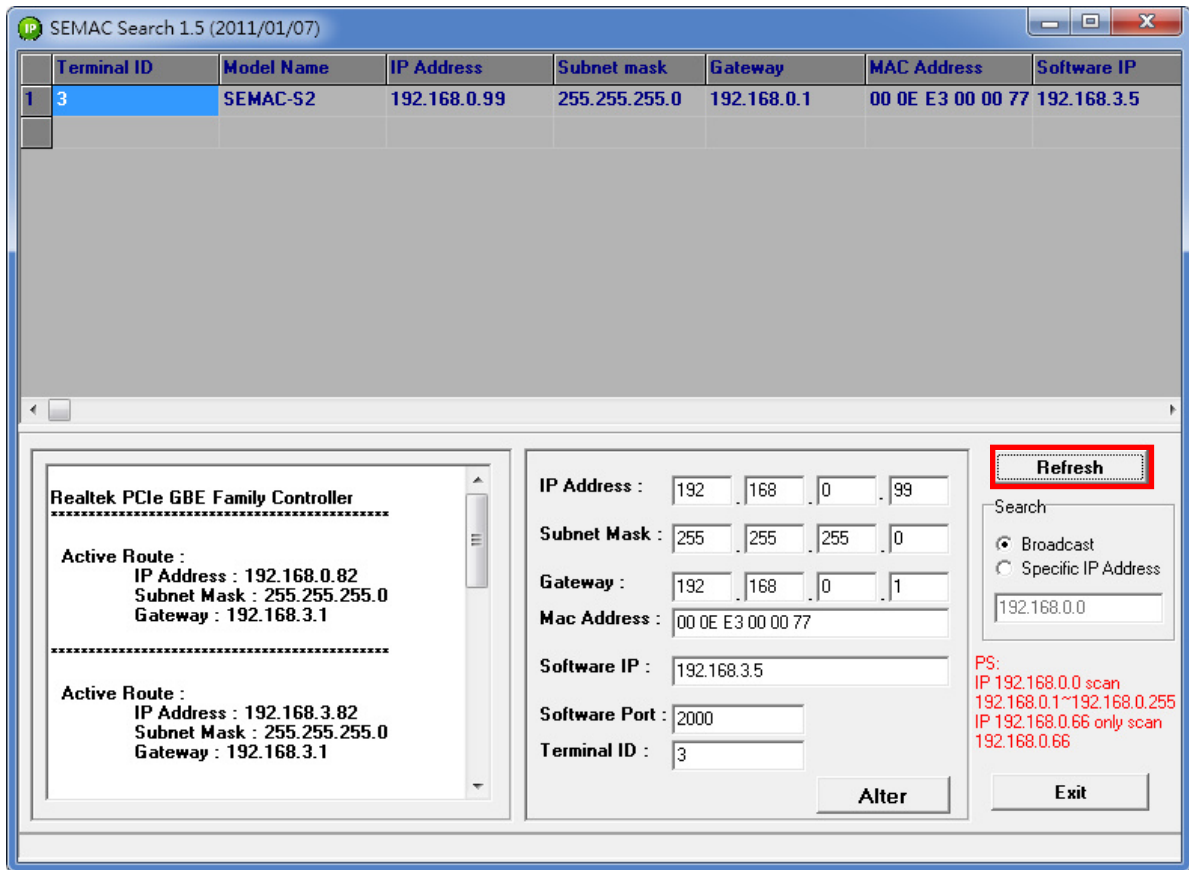 IP SEMAC Search 1.5 (2011/01/07)
Terminal ID Model Name IP Address Subnet mask Gateway MAC Address Software IP
1 3 SEMAC-S2 192.168.0.99 255.255.255.0 192.168.0.1 00 0E E3 00 00 77 192.168.3.5
Realtek PCIe GBE Family Controller
*********************************************
Active Route :
IP Address : 192.168.0.82
Subnet Mask : 255.255.255.0
Gateway : 192.168.3.1
*********************************************
Active Route :
IP Address : 192.168.3.82
Subnet Mask : 255.255.255.0
Gateway : 192.168.3.1
IP Address : 192 . 168 . 0 . 99
Subnet Mask : 255 . 255 . 255 . 0
Gateway : 192 . 168 . 0 . 1
Mac Address : 00 0E E3 00 00 77
Software IP : 192.168.3.5
Software Port : 2000
Terminal ID : 3
Alter
Refresh
Search
Broadcast
Specific IP Address
192.168.0.0
PS:
IP 192.168.0.0 scan
192.168.0.1~192.168.0.255
IP 192.168.0.66 only scan
192.168.0.66
Exit